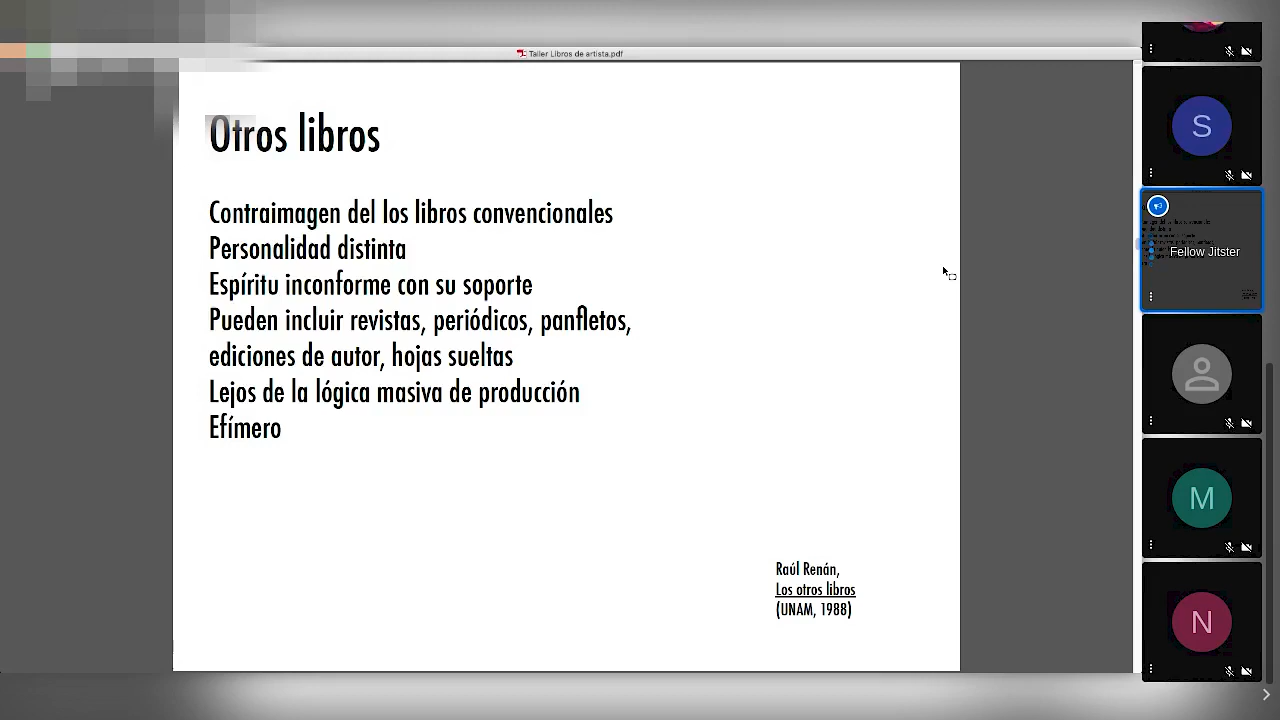 Taller Libros de artista.pdf
Otros libros
Contraimagen del los libros convencionales
Personalidad distinta
Espíritu inconforme con su soporte
Pueden incluir revistas, periódicos, panfletos,
ediciones de autor, hojas sueltas
Lejos de la lógica masiva de producción
Efímero
Raúl Renán,
Los otros libros
(UNAM, 1988)
S
Fellow Jitster
M
N